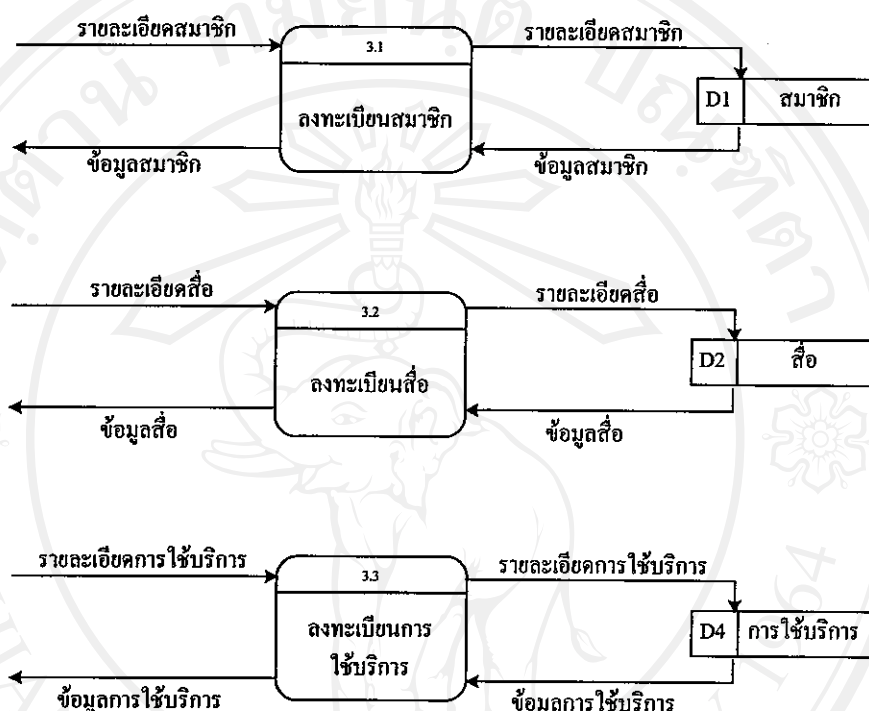 รายละเอียดสมาชิก
3.1
รายละเอียดสมาชิก
ลงทะเบียนสมาชิก
D1 สมาชิก
ข้อมูลสมาชิก
ข้อมูลสมาชิก
รายละเอียดสื่อ
3.2
รายละเอียดสื่อ
ลงทะเบียนสื่อ
D2 สื่อ
ข้อมูลสื่อ
ข้อมูลสื่อ
รายละเอียดการใช้บริการ
3.3
รายละเอียดการใช้บริการ
ลงทะเบียนการ
ใช้บริการ
D4 การใช้บริการ
ข้อมูลการใช้บริการ
ข้อมูลการใช้บริการ